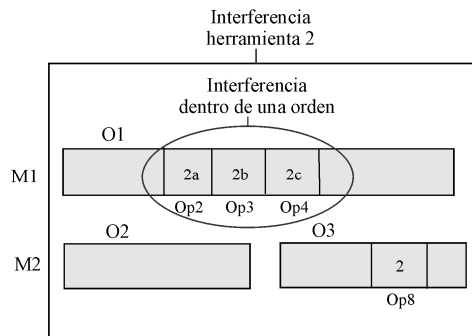 Interferencia
herramienta 2
Interferencia
dentro de una orden
O1
M1
2a
2b
2c
Op2
Op3
Op4
O2
O3
M2
2
Op8